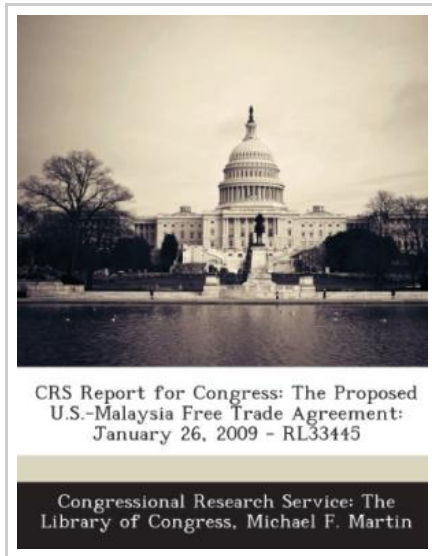 CRS Report for Congress: The Proposed
U.S.-Malaysia Free Trade Agreement:
January 26, 2009 - RL33445
Congressional Research Service: The
Library of Congress, Michael F. Martin